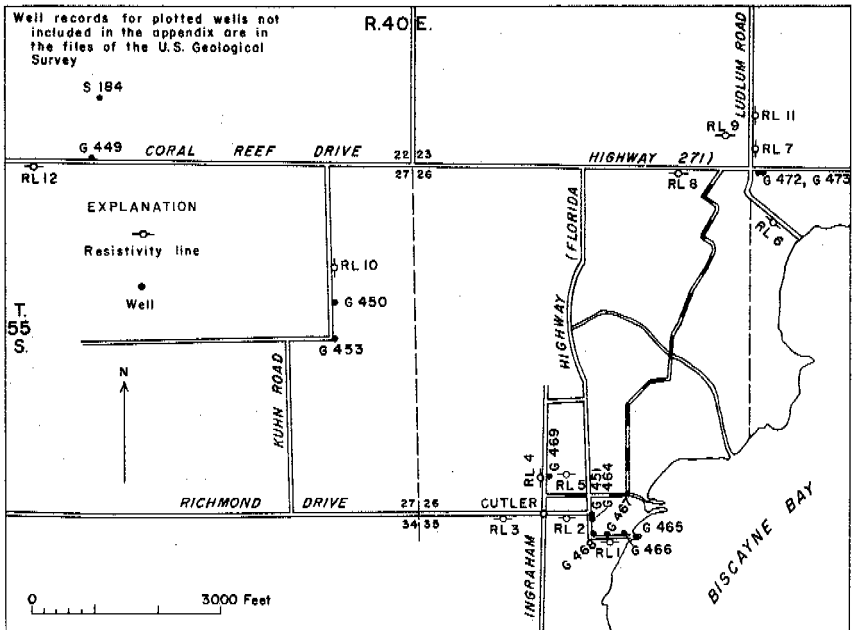 Well records for plotted wells not
included in the appendix are in
the files of the U.S. Geological
Survey
R.40E.
LUDLUM ROAD
S 184
RL 11
RL 9
G 449
CORAL REEF DRIVE
22 23
HIGHWAY 27I)
RL 7
RL 12
27 26
RL 8
G 472, G 473
EXPLANATION
Resistivity line
Well
(FLORIDA
RL 6
RL 10
G 450
T.
55
S.
G 453
HIGHWAY
N
KUHN ROAD
G 469
RL 4
RL 5
G 451
G 464
RICHMOND DRIVE
27 26
CUTLER
34 35
RL 3
RL 2
G 467
G 465
G 468
RL 1
G 466
INGRAHAM
BISCAYNE BAY
0 3000 Feet